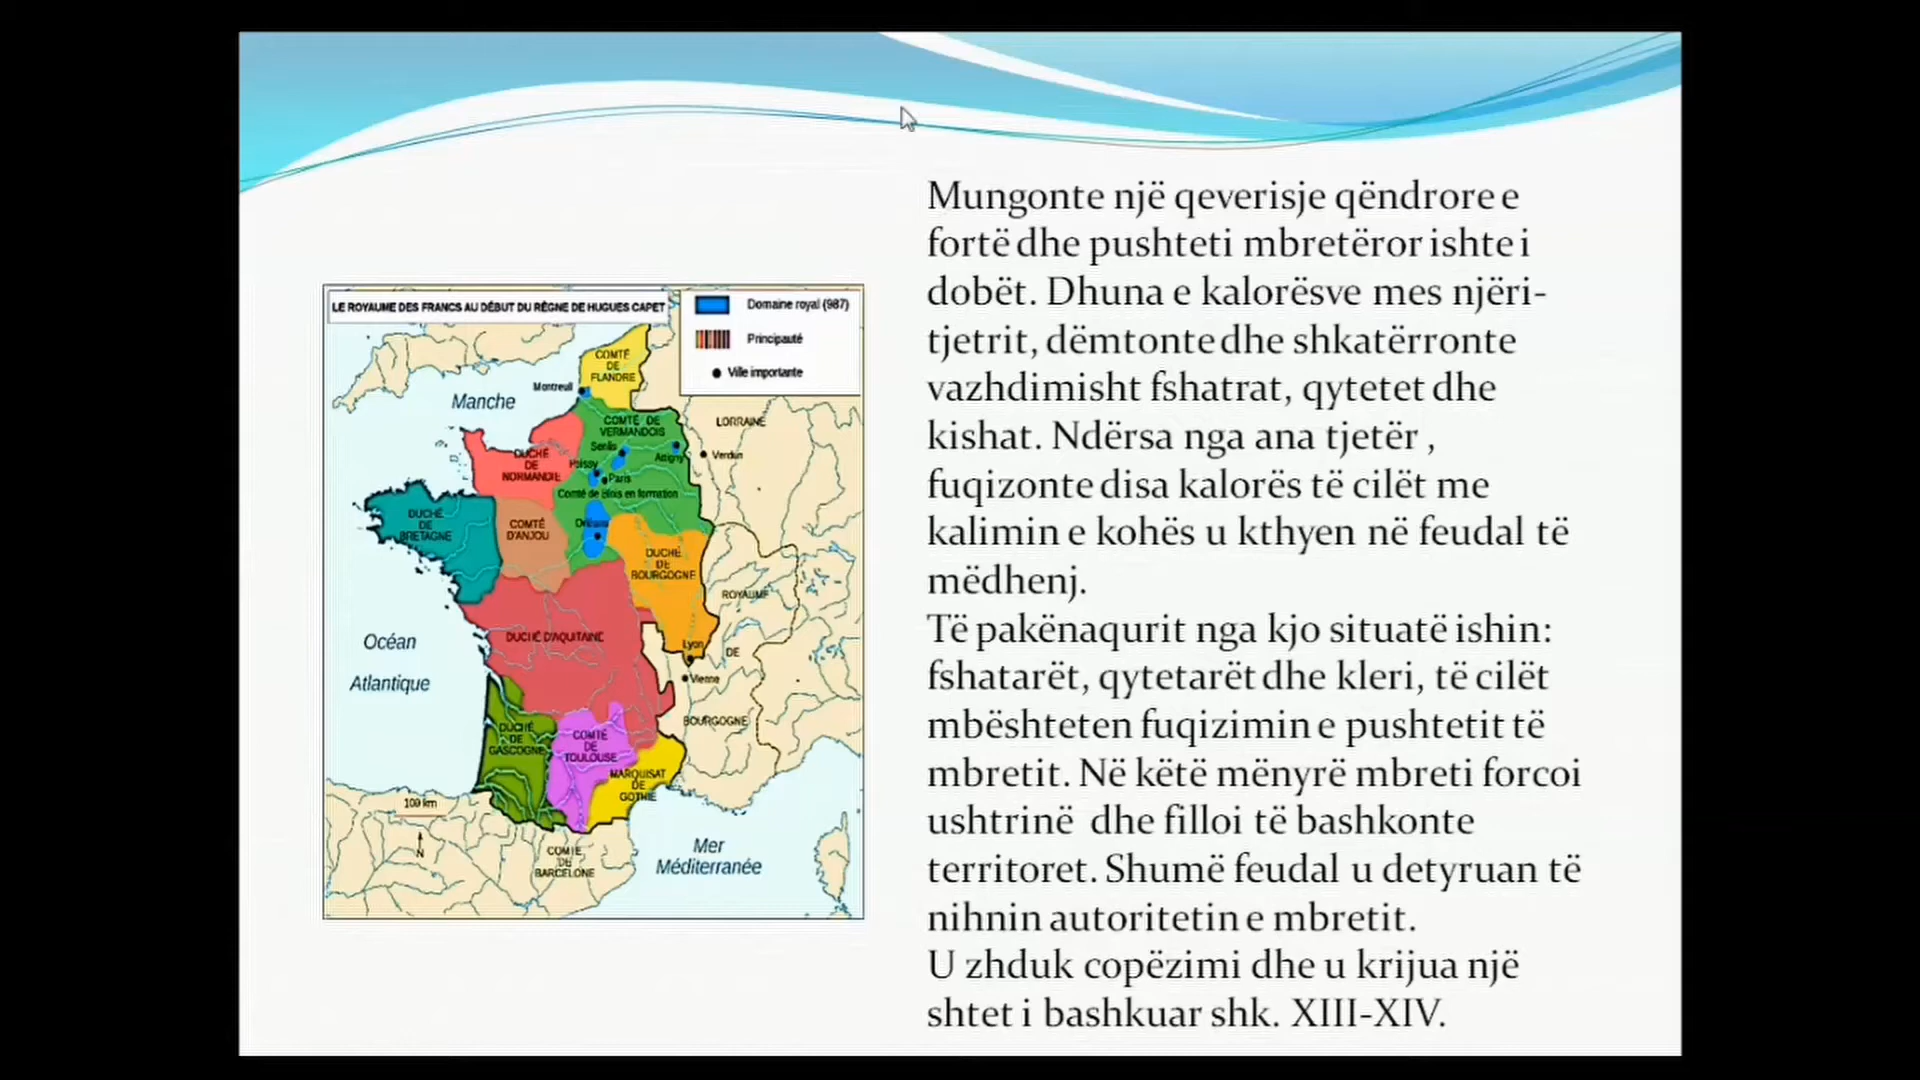 LE ROYAUME DES FRANCS AU DÉBUT DU RÈGNE DE HUGUES CAPET
Domaine royal (987)
Principauté
Ville importante
COMTÉ
DE
FLANDRE
Montreuil
Manche
COMTÉ DE
VERMANDOIS
LORRAINE
Senlis
Attigny
Verdun
DUCHÉ
DE
NORMANDIE
Poissy
Paris
Comté de Blois en formation
DUCHÉ
DE
BRETAGNE
COMTÉ
D'ANJOU
Orléans
DUCHÉ
DE
BOURGOGNE
ROYAUME
DE
BOURGOGNE
Océan
Atlantique
DUCHÉ D'AQUITAINE
Lyon
Vienne
DUCHÉ
DE
GASCOGNE
COMTÉ
DE
TOULOUSE
MARQUISAT
DE
GOTHIE
100 km
N
COMTÉ
DE
BARCELONE
Mer
Méditerranée
Mungonte një qeverisje qëndrore e
fortë dhe pushteti mbretëror ishte i
dobët. Dhuna e kalorësve mes njëri-
tjetrit, dëmtonte dhe shkatërronte
vazhdimisht fshatrat, qytetet dhe
kishat. Ndërsa nga ana tjetër ,
fuqizonte disa kalorës të cilët me
kalimin e kohës u kthyen në feudal të
mëdhenj.
Të pakënaqurit nga kjo situatë ishin:
fshatarët, qytetarët dhe kleri, të cilët
mbështeten fuqizimin e pushtetit të
mbretit. Në këtë mënyrë mbreti forcoi
ushtrinë dhe filloi të bashkonte
territoret. Shumë feudal u detyruan të
nihnin autoritetin e mbretit.
U zhduk copëzimi dhe u krijua një
shtet i bashkuar shk. XIII-XIV.